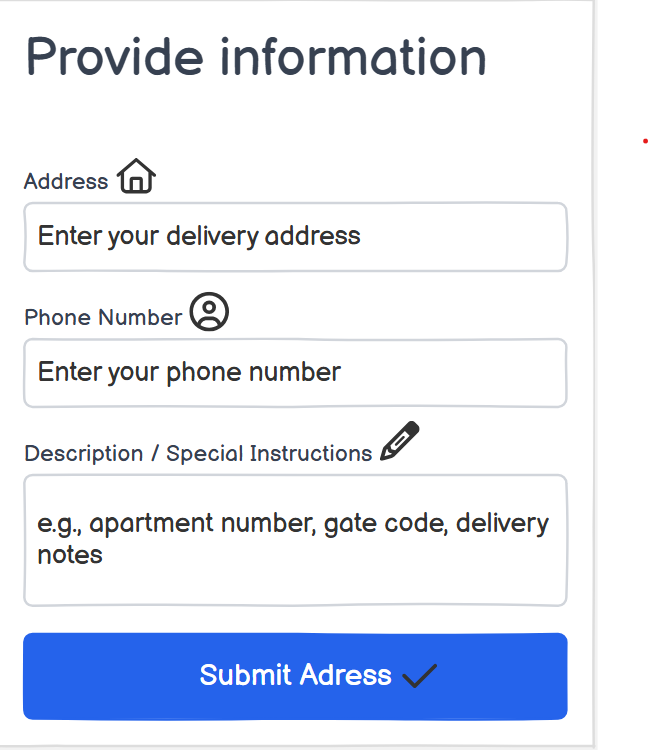 Provide information
Address
Enter your delivery address
Phone Number
Enter your phone number
Description / Special Instructions
e.g., apartment number, gate code, delivery
notes
Submit Adress